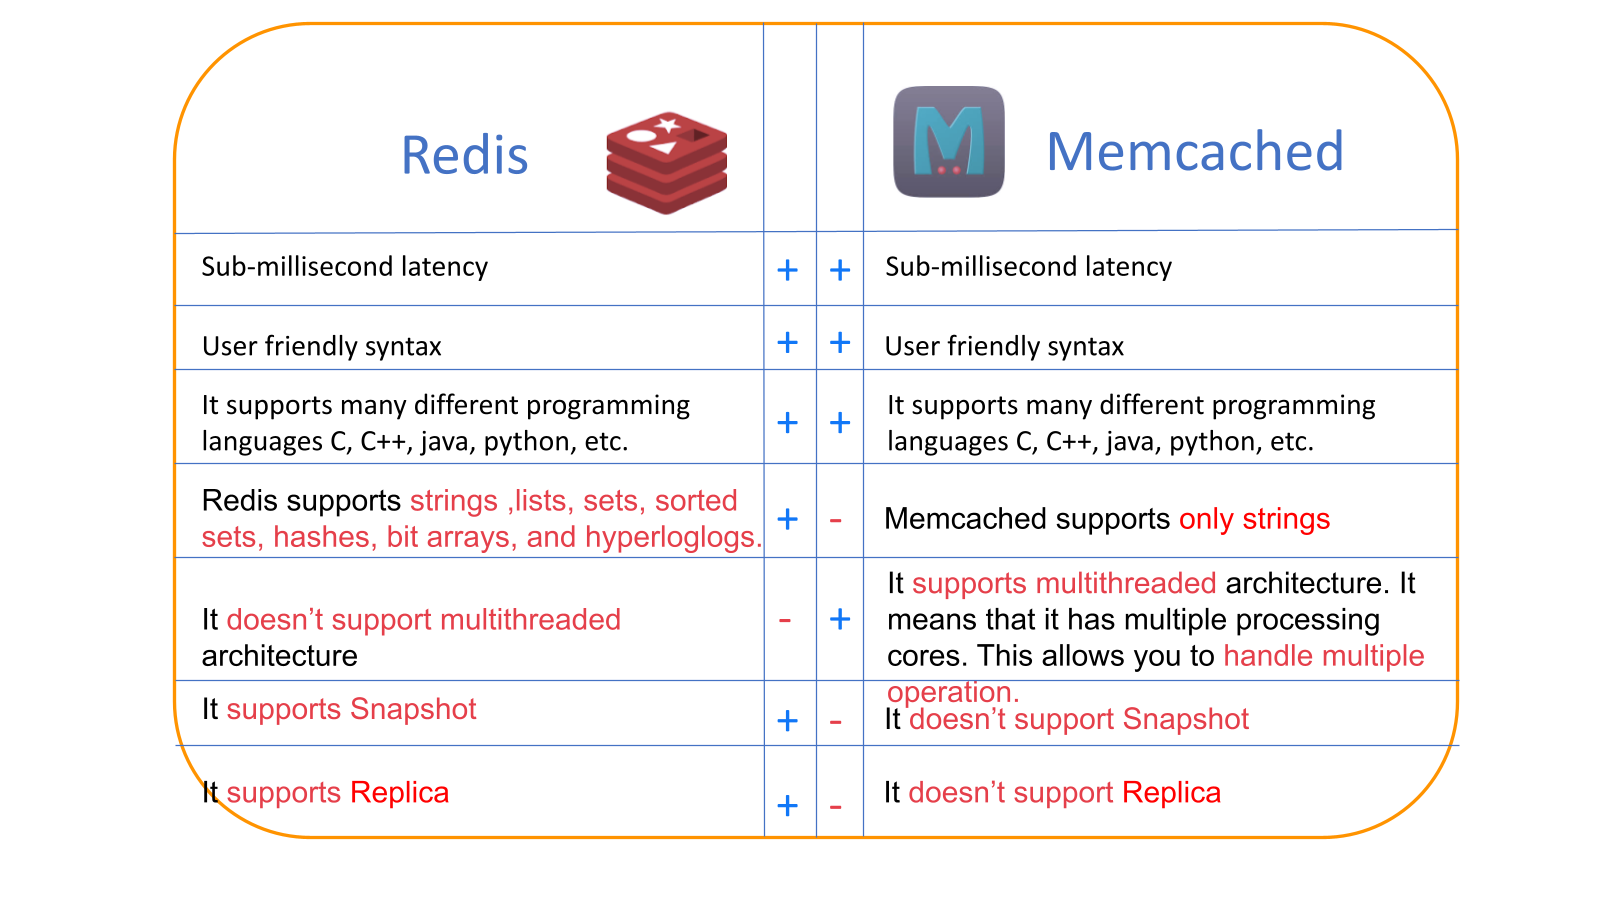 Redis
Memcached
Sub-millisecond latency
+
+
Sub-millisecond latency
User friendly syntax
+
+
User friendly syntax
It supports many different programming
languages C, C++, java, python, etc.
+
+
It supports many different programming
languages C, C++, java, python, etc.
Redis supports strings ,lists, sets, sorted
sets, hashes, bit arrays, and hyperloglogs.
+
-
Memcached supports only strings
It doesn’t support multithreaded
architecture
-
+
It supports multithreaded architecture. It
means that it has multiple processing
cores. This allows you to handle multiple
operation.
It supports Snapshot
+
-
It doesn’t support Snapshot
It supports Replica
+
-
It doesn’t support Replica